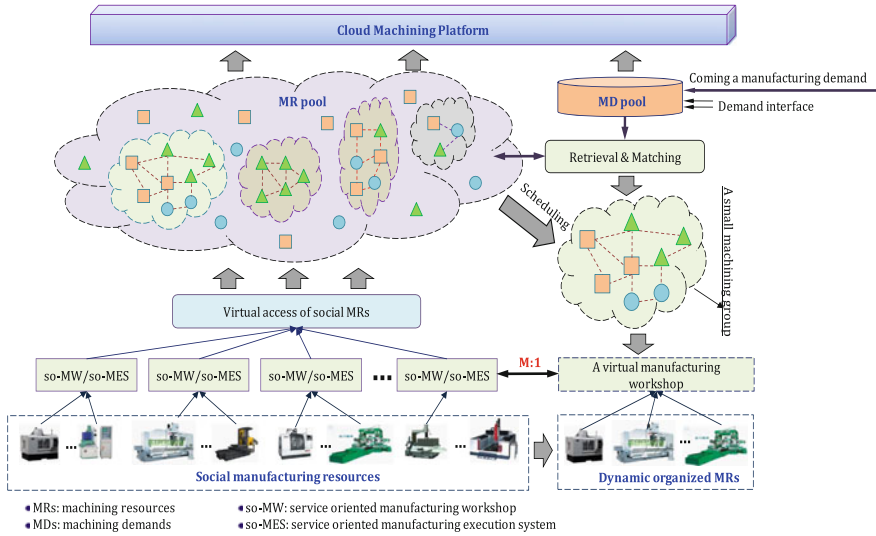 Cloud Machining Platform
MR pool
MD pool
Coming a manufacturing demand
Demand interface
Retrieval & Matching
Scheduling
A small machining group
Virtual access of social MRs
so-MW/so-MES
so-MW/so-MES
so-MW/so-MES
...
so-MW/so-MES
M:1
A virtual manufacturing
workshop
...
...
...
...
...
Social manufacturing resources
Dynamic organized MRs
MRs: machining resources
so-MW: service oriented manufacturing workshop
MDs: machining demands
so-MES: service oriented manufacturing execution system